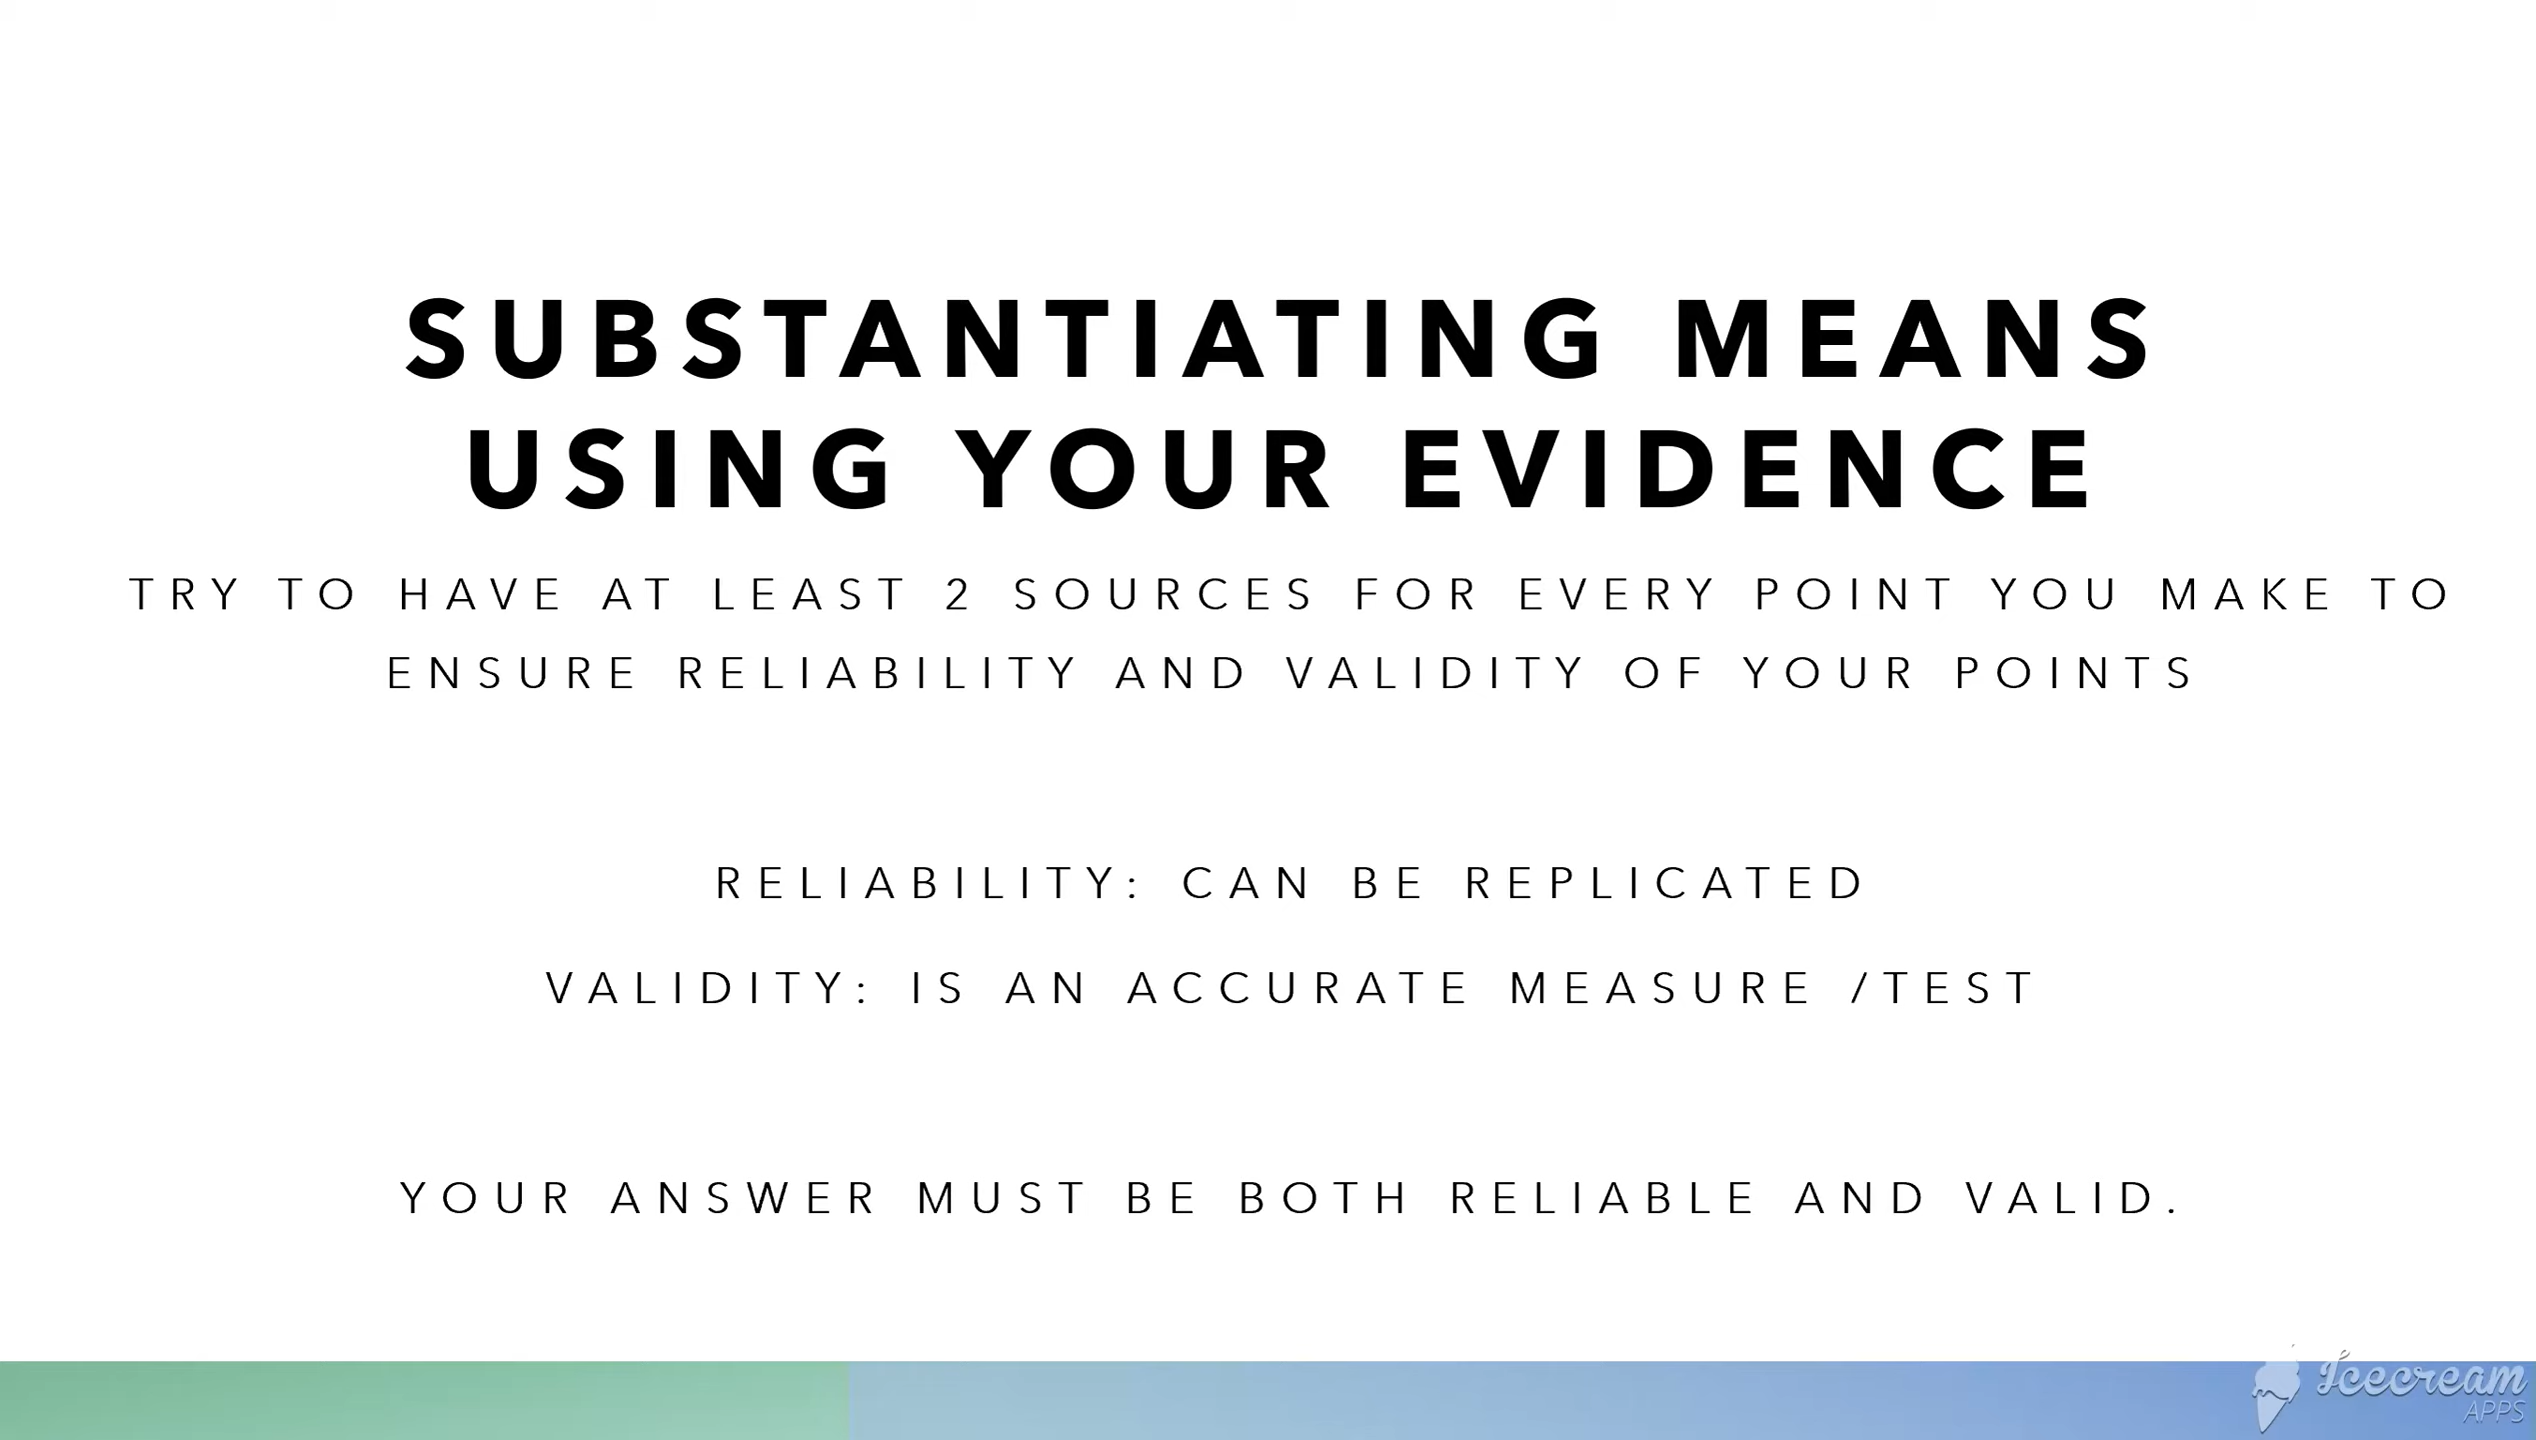 SUBSTANTIATING MEANS
USING YOUR EVIDENCE
TRY TO HAVE AT LEAST 2 SOURCES FOR EVERY POINT YOU MAKE TO
ENSURE RELIABILITY AND VALIDITY OF YOUR POINTS
RELIABILITY: CAN BE REPLICATED
VALIDITY: IS AN ACCURATE MEASURE /TEST
YOUR ANSWER MUST BE BOTH RELIABLE AND VALID.
Icecream
APPS